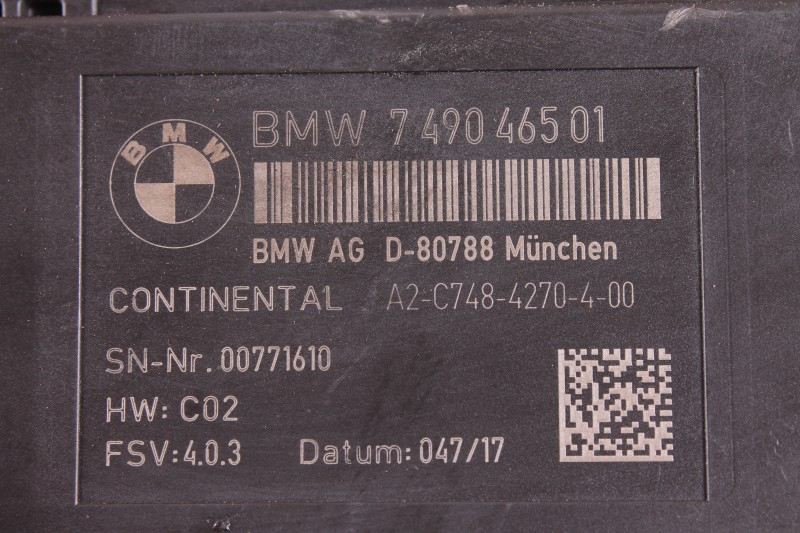 BMW
BMW 7 490 465 01
BMW AG D-80788 München
CONTINENTAL A2-C748-4270-4-00
SN-Nr. 00771610
HW: C02
FSV:4.0.3 Datum: 047/17